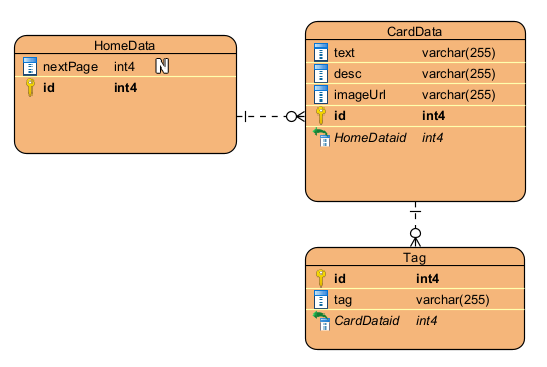 HomeData
nextPage int4 N
id int4
CardData
text varchar(255)
desc varchar(255)
imageUrl varchar(255)
id int4
HomeDataid int4
Tag
id int4
tag varchar(255)
CardDataid int4